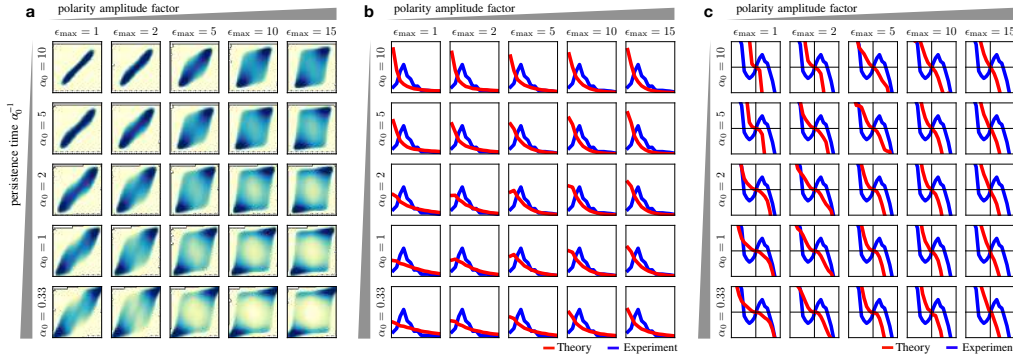 a polarity amplitude factor
ϵmax = 1 ϵmax = 2 ϵmax = 5 ϵmax = 10 ϵmax = 15
persistence time α0⁻¹
α0 = 10
α0 = 5
α0 = 2
α0 = 1
α0 = 0.33
b polarity amplitude factor
ϵmax = 1 ϵmax = 2 ϵmax = 5 ϵmax = 10 ϵmax = 15
α0 = 10
α0 = 5
α0 = 2
α0 = 1
α0 = 0.33
Theory Experiment
c polarity amplitude factor
ϵmax = 1 ϵmax = 2 ϵmax = 5 ϵmax = 10 ϵmax = 15
α0 = 10
α0 = 5
α0 = 2
α0 = 1
α0 = 0.33
Theory Experiment